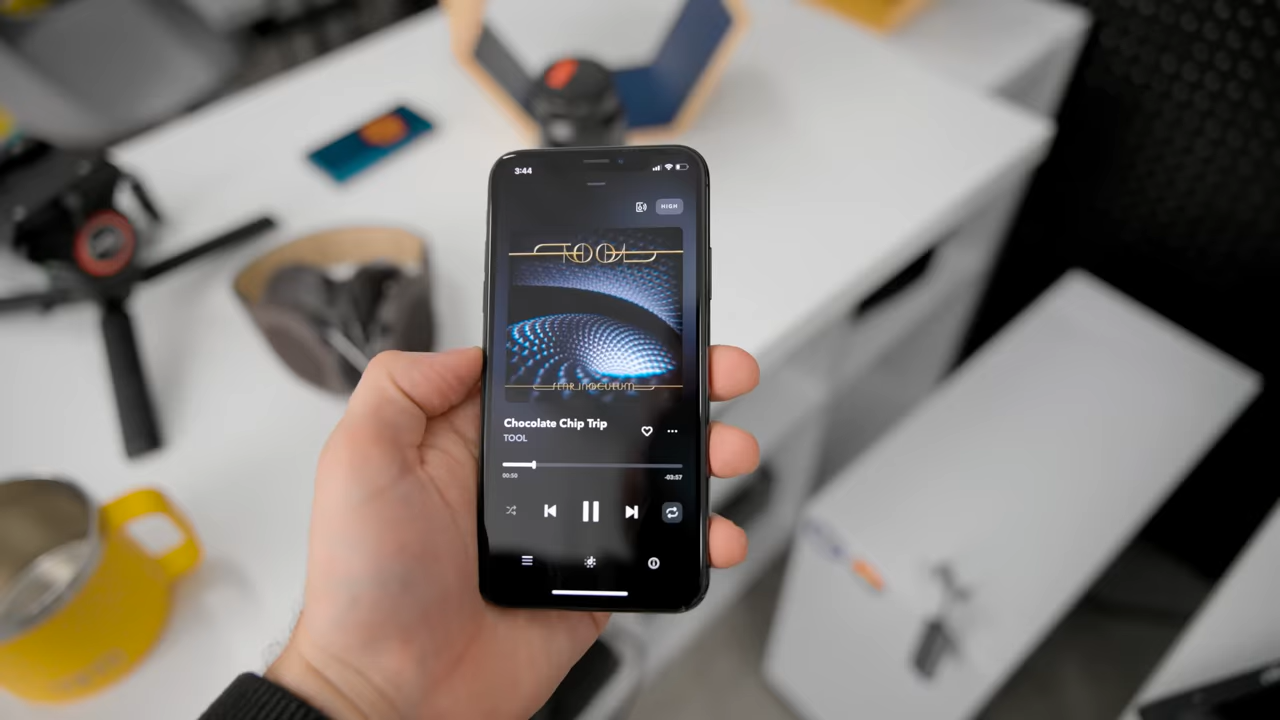 3:44
HIGH
TOOL
FEAR INOCULUM
Chocolate Chip Trip
TOOL
00:50
-03:57